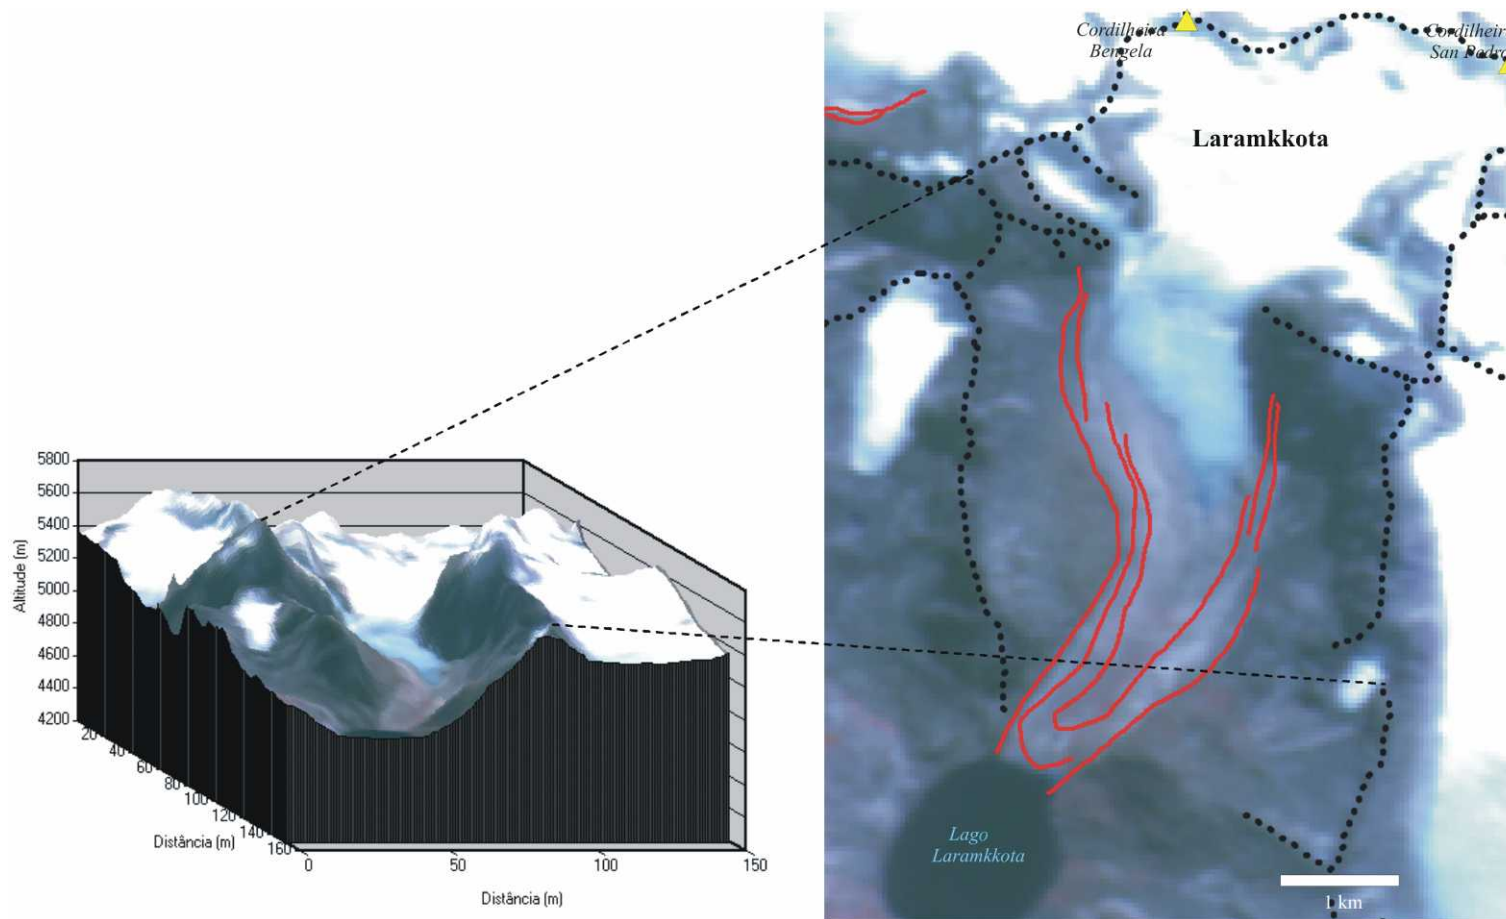 5800
5600
5400
5200
5000
4800
4600
4400
4200
Altitude (m)
20
40
60
80
100
120
140
160
Distância (m)
0
50
100
150
Distância (m)
Cordilheira
Bengela
Cordilheir
San Pedro
Laramkkota
Lago
Laramkkota
1 km